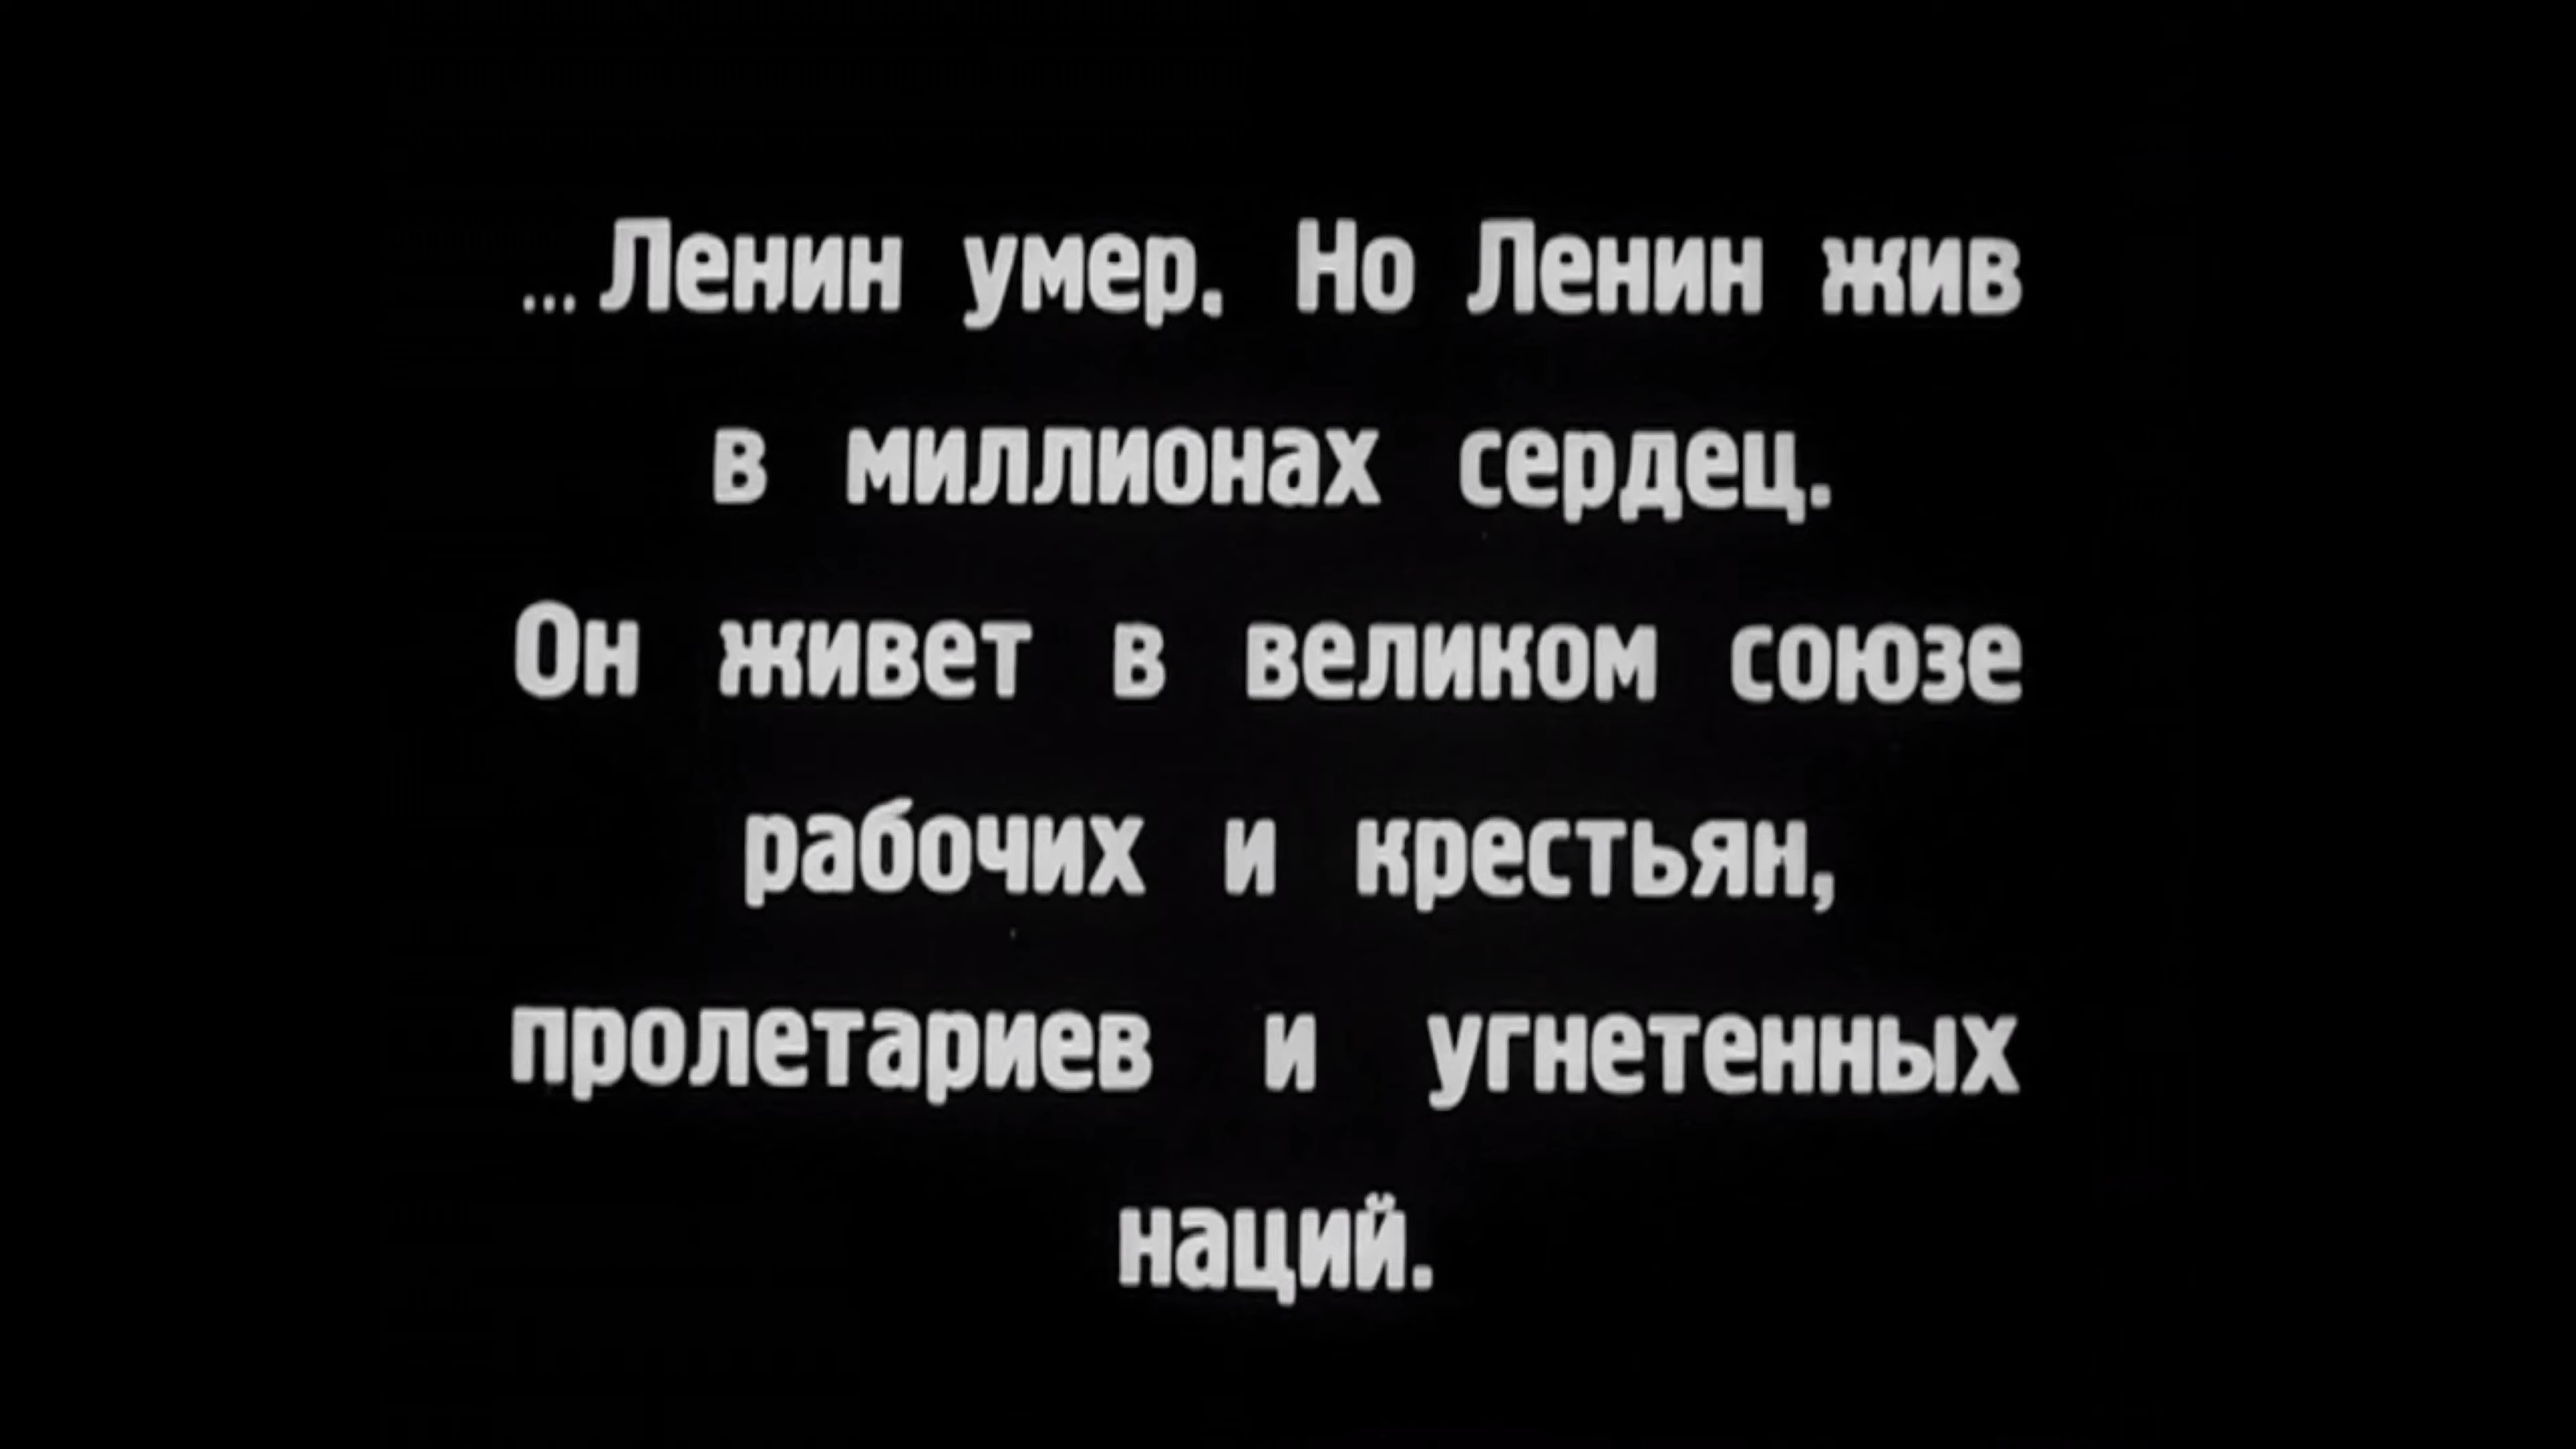 ... Ленин умер. Но Ленин жив
в миллионах сердец.
Он живет в великом союзе
рабочих и крестьян,
пролетариев и угнетенных
наций.